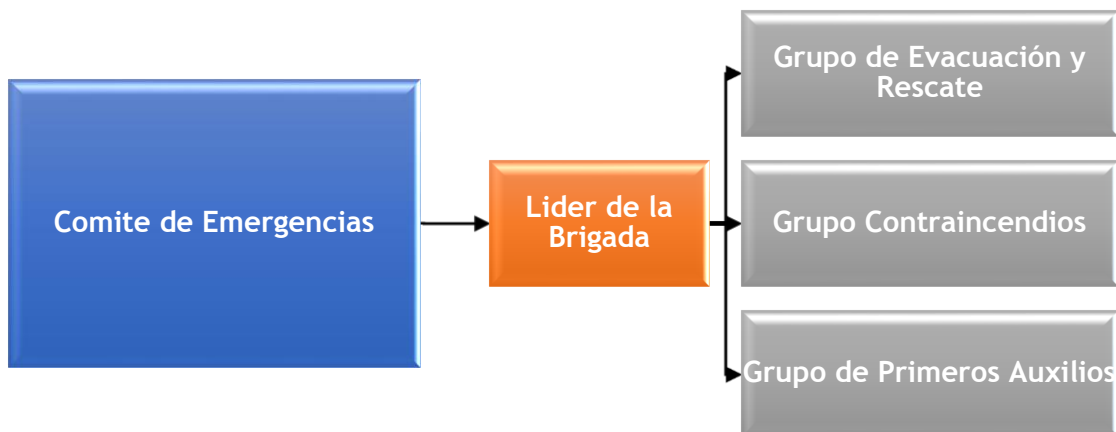 Comite de Emergencias
Lider de la
Brigada
Grupo de Evacuación y
Rescate
Grupo Contraincendios
Grupo de Primeros Auxilios